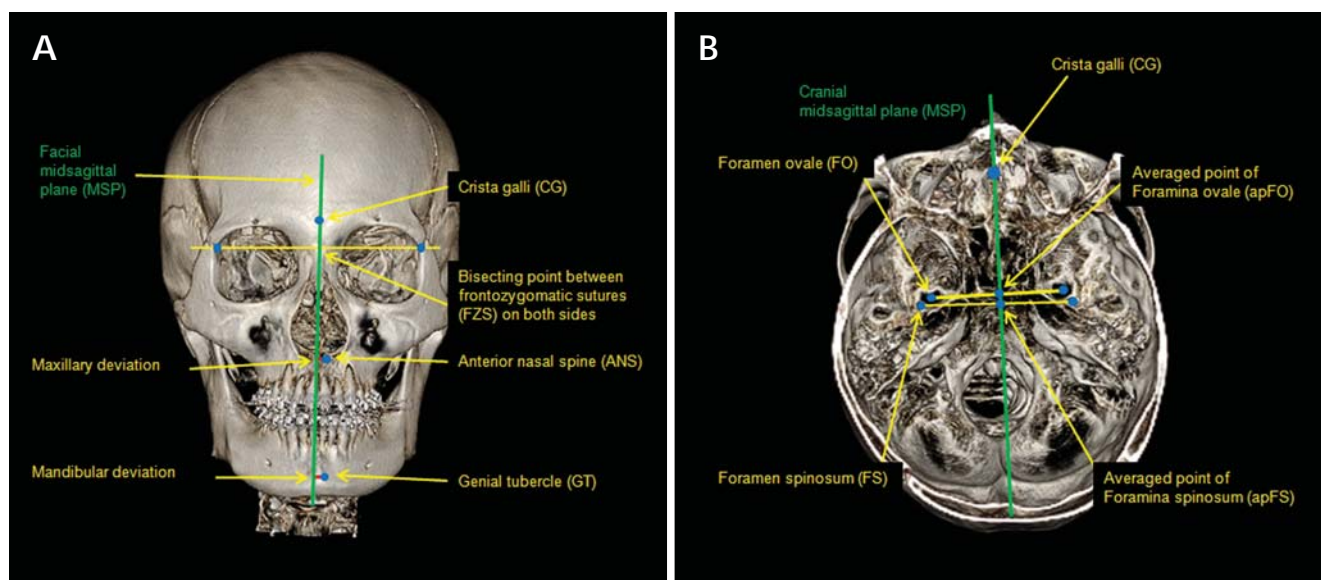 A
Facial
midsagittal
plane (MSP)
Crista galli (CG)
Bisecting point between
frontozygomatic sutures
(FZS) on both sides
Maxillary deviation
Anterior nasal spine (ANS)
Mandibular deviation
Genial tubercle (GT)
B
Crista galli (CG)
Cranial
midsagittal plane (MSP)
Foramen ovale (FO)
Averaged point of
Foramina ovale (apFO)
Foramen spinosum (FS)
Averaged point of
Foramina spinosum (apFS)